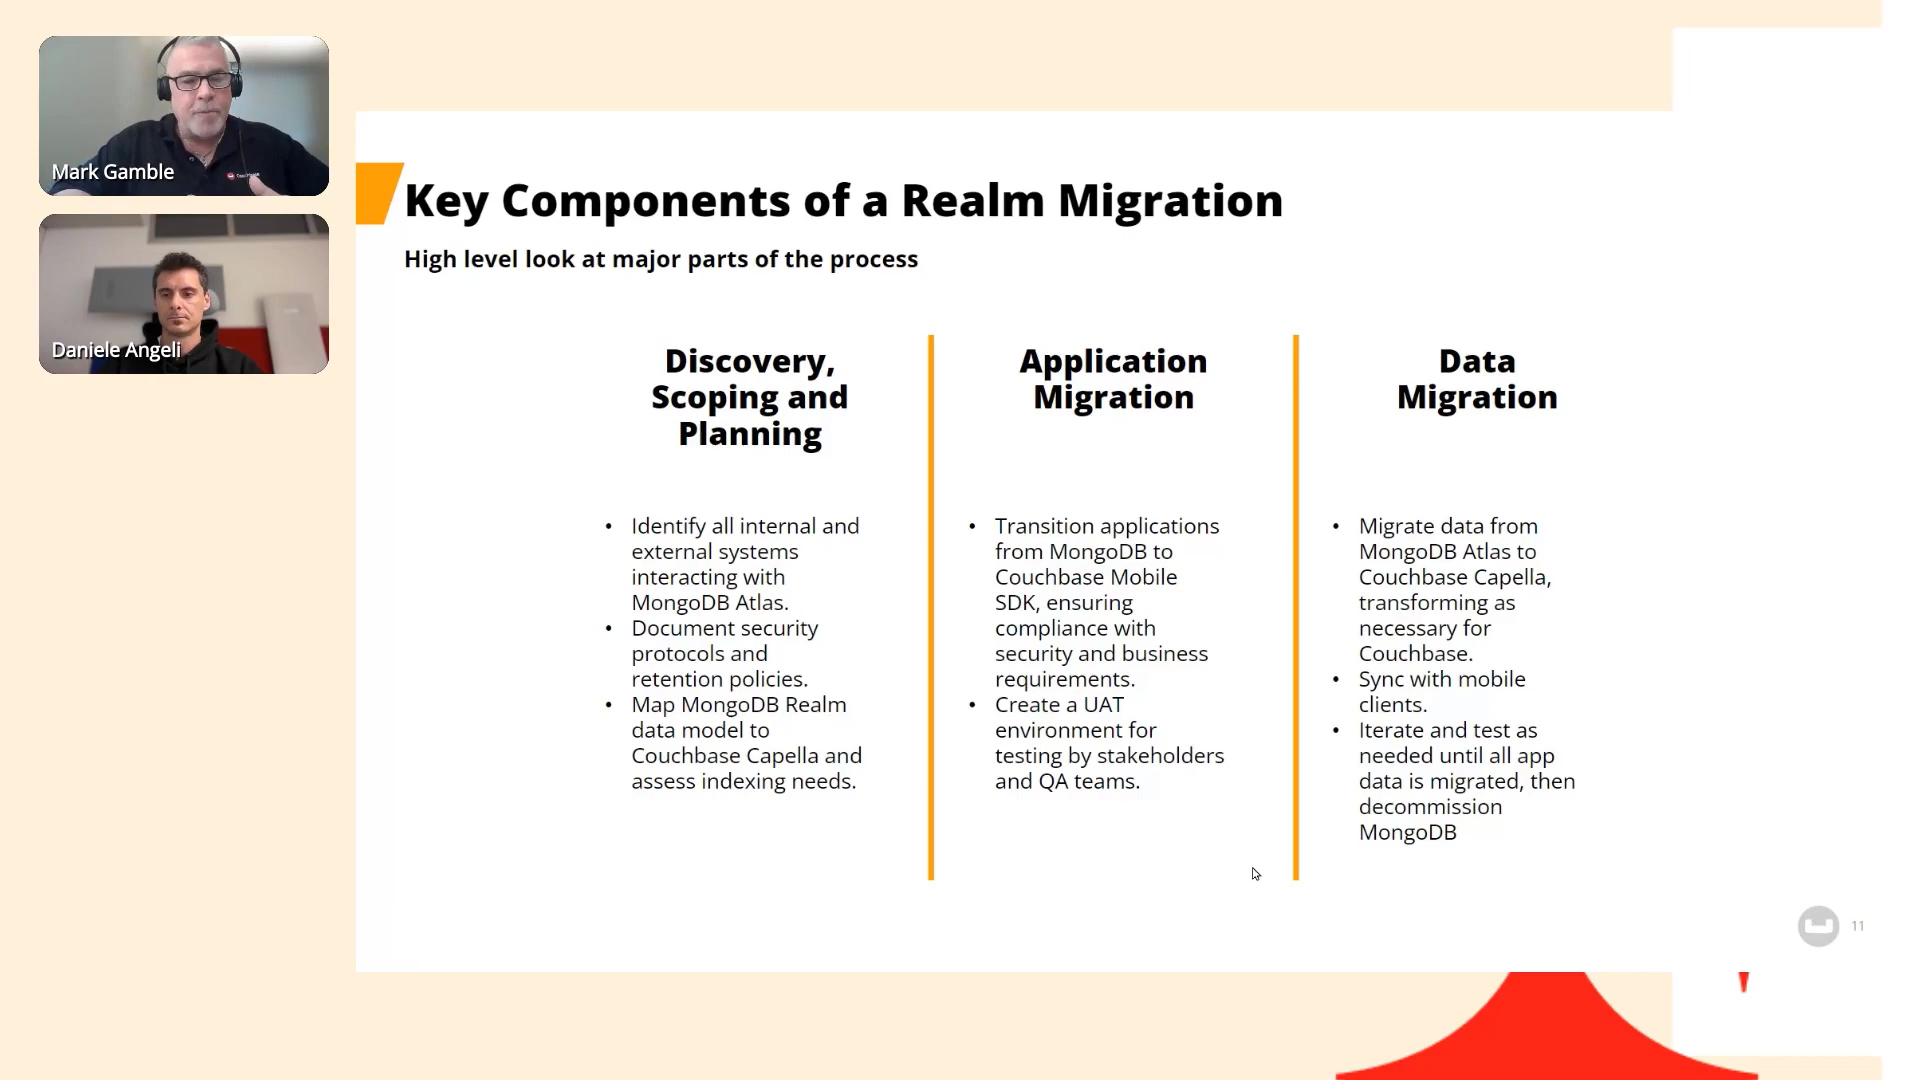 Mark Gamble
Daniele Angeli
Key Components of a Realm Migration
High level look at major parts of the process
Discovery,
Scoping and
Planning
• Identify all internal and
external systems
interacting with
MongoDB Atlas.
• Document security
protocols and
retention policies.
• Map MongoDB Realm
data model to
Couchbase Capella and
assess indexing needs.
Application
Migration
• Transition applications
from MongoDB to
Couchbase Mobile
SDK, ensuring
compliance with
security and business
requirements.
• Create a UAT
environment for
testing by stakeholders
and QA teams.
Data
Migration
• Migrate data from
MongoDB Atlas to
Couchbase Capella,
transforming as
necessary for
Couchbase.
• Sync with mobile
clients.
• Iterate and test as
needed until all app
data is migrated, then
decommission
MongoDB
11